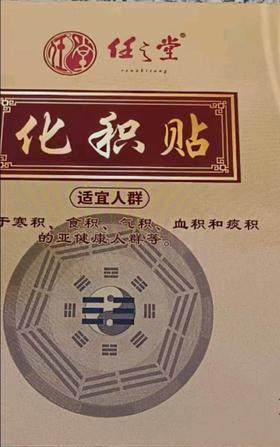 任之堂®
renzhitang
化积贴
适宜人群
于寒积、食积、气积、血积和痰积
的亚健康人群等。